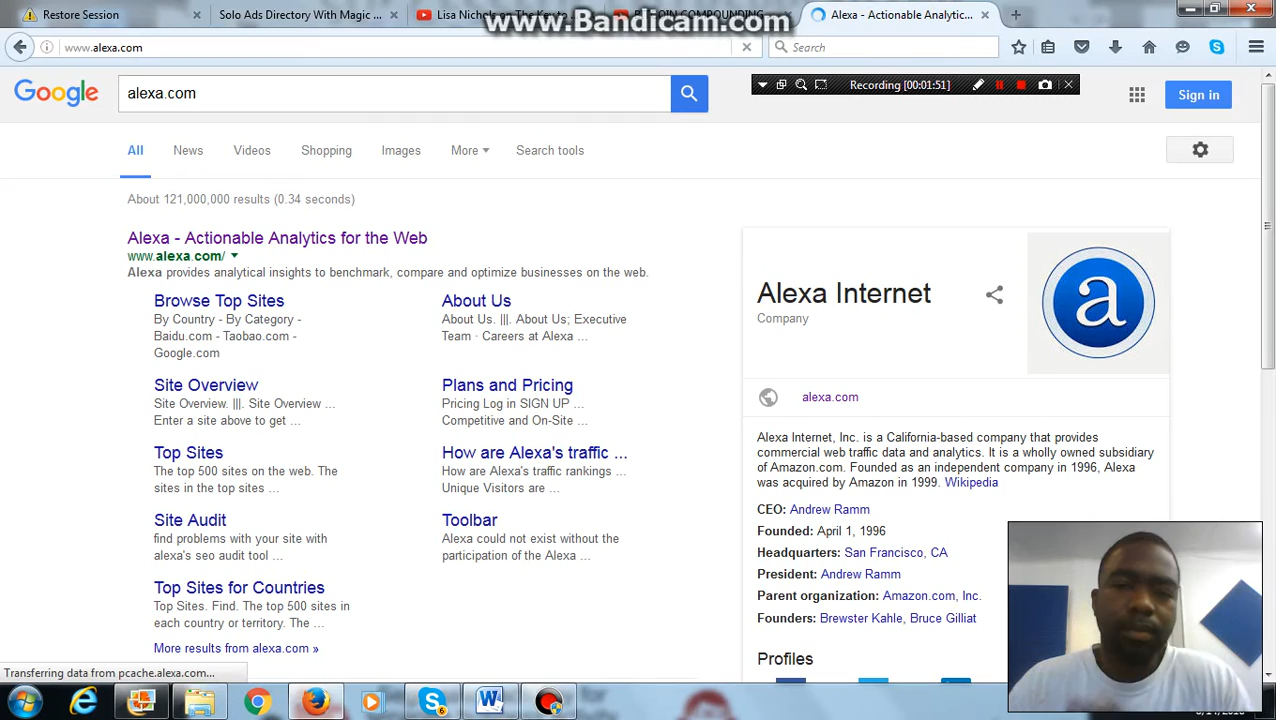 Restore Session
Solo Ads Directory With Magic ...
Lisa Nichols
Alexa - Actionable Analytic...
www.Bandicam.com
www.alexa.com
Search
Google
alexa.com
Recording [00:01:51]
Sign in
All
News
Videos
Shopping
Images
More
Search tools
About 121,000,000 results (0.34 seconds)
Alexa - Actionable Analytics for the Web
www.alexa.com/
Alexa provides analytical insights to benchmark, compare and optimize businesses on the web.
Browse Top Sites
By Country - By Category -
Baidu.com - Taobao.com -
Google.com
About Us
About Us. |||. About Us; Executive
Team · Careers at Alexa ...
Site Overview
Site Overview. |||. Site Overview ...
Enter a site above to get ...
Plans and Pricing
Pricing Log in SIGN UP ...
Competitive and On-Site ...
Top Sites
The top 500 sites on the web. The
sites in the top sites ...
How are Alexa's traffic ...
How are Alexa's traffic rankings ...
Unique Visitors are ...
Site Audit
find problems with your site with
alexa's seo audit tool ...
Toolbar
Alexa could not exist without the
participation of the Alexa ...
Top Sites for Countries
Top Sites. Find. The top 500 sites in
each country or territory. The ...
More results from alexa.com »
Alexa Internet
Company
a
alexa.com
Alexa Internet, Inc. is a California-based company that provides
commercial web traffic data and analytics. It is a wholly owned subsidiary
of Amazon.com. Founded as an independent company in 1996, Alexa
was acquired by Amazon in 1999. Wikipedia
CEO: Andrew Ramm
Founded: April 1, 1996
Headquarters: San Francisco, CA
President: Andrew Ramm
Parent organization: Amazon.com, Inc.
Founders: Brewster Kahle, Bruce Gilliat
Profiles
Transferring data from pcache.alexa.com...